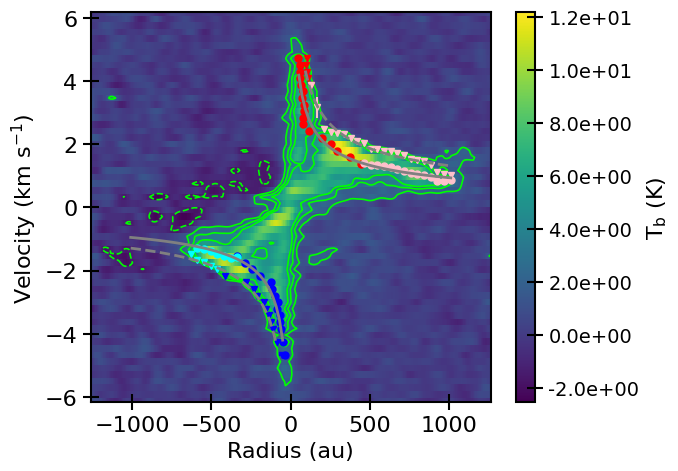 6
4
2
0
−2
−4
−6
Velocity (km s⁻¹)
−1000 −500 0 500 1000
Radius (au)
1.2e+01
1.0e+01
8.0e+00
6.0e+00
4.0e+00
2.0e+00
0.0e+00
-2.0e+00
T_b (K)